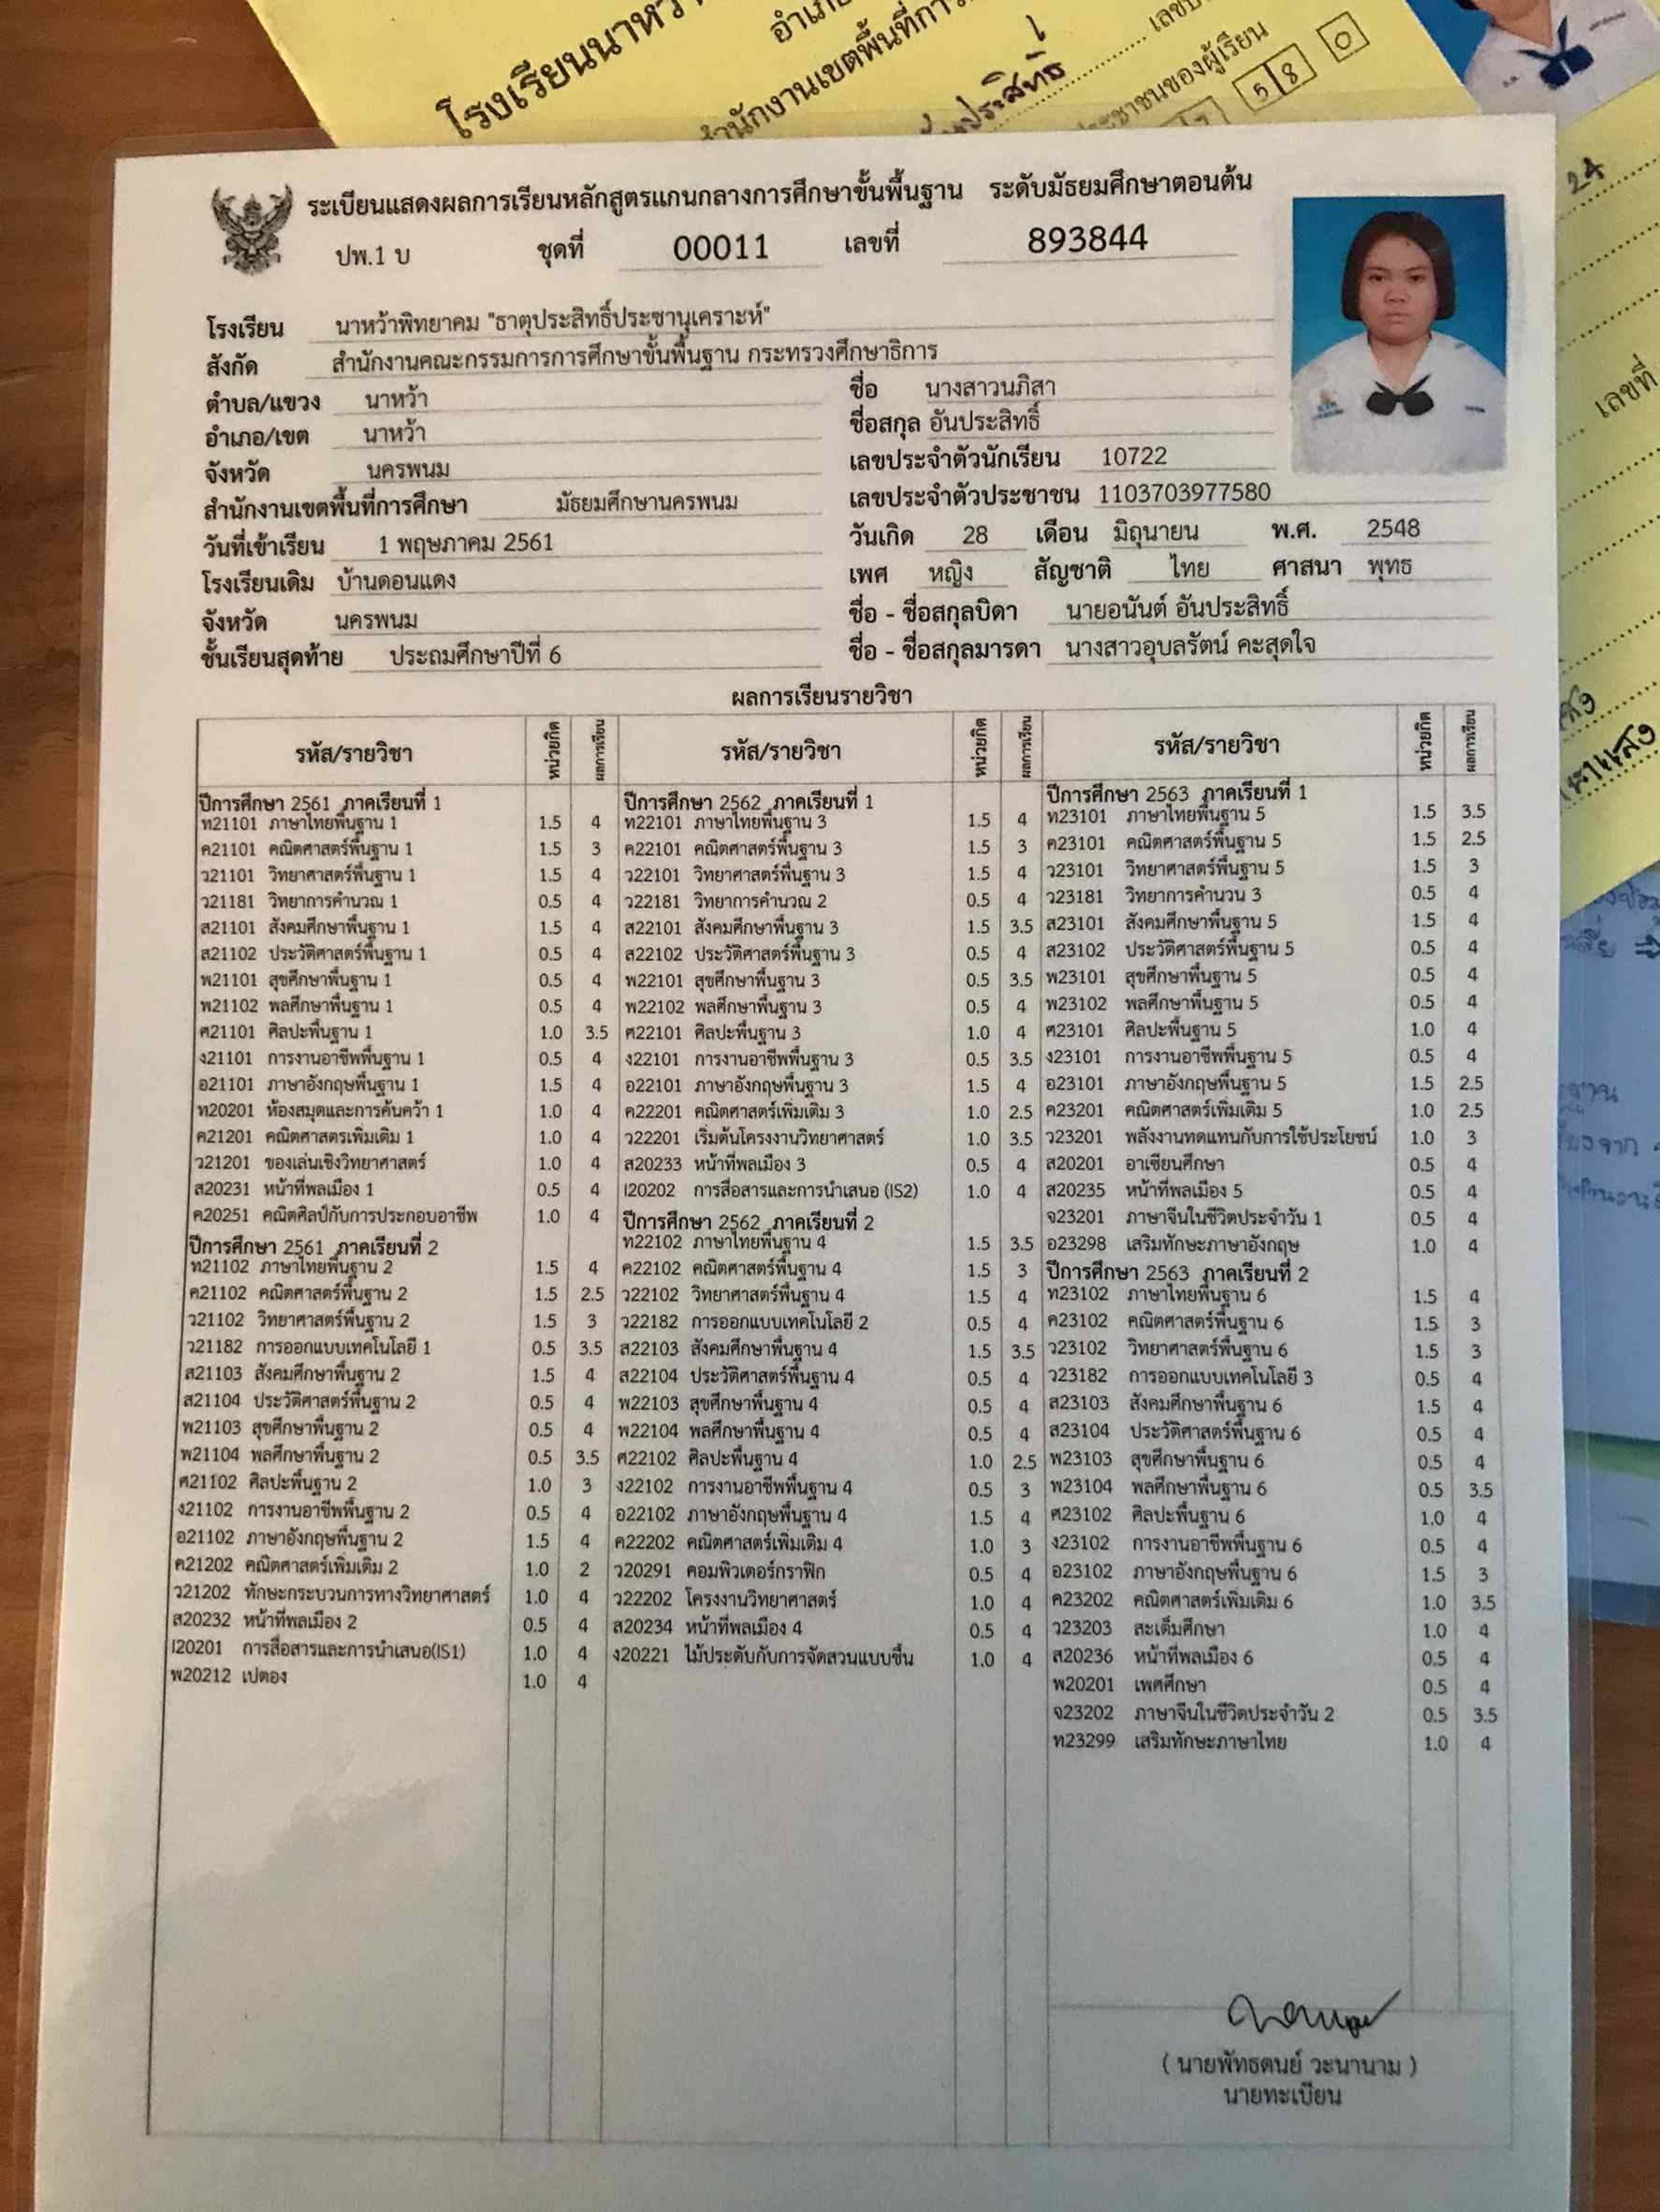 โรงเรียนนาหว้า
สำนักงานเขตพื้นที่การ
ประสิทธิ์
ประชาชนของผู้เรียน
5 8 0
24
เลขที่
ระเบียนแสดงผลการเรียนหลักสูตรแกนกลางการศึกษาขั้นพื้นฐาน ระดับมัธยมศึกษาตอนต้น
ปพ.1 บ ชุดที่ 00011 เลขที่ 893844
โรงเรียน นาหว้าพิทยาคม "ธาตุประสิทธิ์ประชานุเคราะห์"
สังกัด สำนักงานคณะกรรมการการศึกษาขั้นพื้นฐาน กระทรวงศึกษาธิการ
ตำบล/แขวง นาหว้า
อำเภอ/เขต นาหว้า
จังหวัด นครพนม
สำนักงานเขตพื้นที่การศึกษา มัธยมศึกษานครพนม
วันที่เข้าเรียน 1 พฤษภาคม 2561
โรงเรียนเดิม บ้านดอนแดง
จังหวัด นครพนม
ชั้นเรียนสุดท้าย ประถมศึกษาปีที่ 6
ชื่อ นางสาวนภิสา
ชื่อสกุล อันประสิทธิ์
เลขประจำตัวนักเรียน 10722
เลขประจำตัวประชาชน 1103703977580
วันเกิด 28 เดือน มิถุนายน พ.ศ. 2548
เพศ หญิง สัญชาติ ไทย ศาสนา พุทธ
ชื่อ - ชื่อสกุลบิดา นายอนันต์ อันประสิทธิ์
ชื่อ - ชื่อสกุลมารดา นางสาวอุบลรัตน์ คะสุดใจ
ผลการเรียนรายวิชา
รหัส/รายวิชา หน่วยกิต ผลการเรียน
ปีการศึกษา 2561 ภาคเรียนที่ 1
ท21101 ภาษาไทยพื้นฐาน 1 1.5 4
ค21101 คณิตศาสตร์พื้นฐาน 1 1.5 3
ว21101 วิทยาศาสตร์พื้นฐาน 1 1.5 4
ว21181 วิทยาการคำนวณ 1 0.5 4
ส21101 สังคมศึกษาพื้นฐาน 1 1.5 4
ส21102 ประวัติศาสตร์พื้นฐาน 1 0.5 4
พ21101 สุขศึกษาพื้นฐาน 1 0.5 4
พ21102 พลศึกษาพื้นฐาน 1 0.5 4
ศ21101 ศิลปะพื้นฐาน 1 1.0 3.5
ง21101 การงานอาชีพพื้นฐาน 1 0.5 4
อ21101 ภาษาอังกฤษพื้นฐาน 1 1.5 4
ท20201 ห้องสมุดและการค้นคว้า 1 1.0 4
ค21201 คณิตศาสตรเพิ่มเติม 1 1.0 4
ว21201 ของเล่นเชิงวิทยาศาสตร์ 1.0 4
ส20231 หน้าที่พลเมือง 1 0.5 4
ค20251 คณิตศิลป์กับการประกอบอาชีพ 1.0 4
ปีการศึกษา 2561 ภาคเรียนที่ 2
ท21102 ภาษาไทยพื้นฐาน 2 1.5 4
ค21102 คณิตศาสตร์พื้นฐาน 2 1.5 2.5
ว21102 วิทยาศาสตร์พื้นฐาน 2 1.5 3
ว21182 การออกแบบเทคโนโลยี 1 0.5 3.5
ส21103 สังคมศึกษาพื้นฐาน 2 1.5 4
ส21104 ประวัติศาสตร์พื้นฐาน 2 0.5 4
พ21103 สุขศึกษาพื้นฐาน 2 0.5 4
พ21104 พลศึกษาพื้นฐาน 2 0.5 3.5
ศ21102 ศิลปะพื้นฐาน 2 1.0 3
ง21102 การงานอาชีพพื้นฐาน 2 0.5 4
อ21102 ภาษาอังกฤษพื้นฐาน 2 1.5 4
ค21202 คณิตศาสตร์เพิ่มเติม 2 1.0 2
ว21202 ทักษะกระบวนการทางวิทยาศาสตร์ 1.0 4
ส20232 หน้าที่พลเมือง 2 0.5 4
I20201 การสื่อสารและการนำเสนอ(IS1) 1.0 4
พ20212 เปตอง 1.0 4
รหัส/รายวิชา หน่วยกิต ผลการเรียน
ปีการศึกษา 2562 ภาคเรียนที่ 1
ท22101 ภาษาไทยพื้นฐาน 3 1.5 4
ค22101 คณิตศาสตร์พื้นฐาน 3 1.5 3
ว22101 วิทยาศาสตร์พื้นฐาน 3 1.5 4
ว22181 วิทยาการคำนวณ 2 0.5 4
ส22101 สังคมศึกษาพื้นฐาน 3 1.5 3.5
ส22102 ประวัติศาสตร์พื้นฐาน 3 0.5 4
พ22101 สุขศึกษาพื้นฐาน 3 0.5 3.5
พ22102 พลศึกษาพื้นฐาน 3 0.5 4
ศ22101 ศิลปะพื้นฐาน 3 1.0 4
ง22101 การงานอาชีพพื้นฐาน 3 0.5 3.5
อ22101 ภาษาอังกฤษพื้นฐาน 3 1.5 4
ค22201 คณิตศาสตร์เพิ่มเติม 3 1.0 2.5
ว22201 เริ่มต้นโครงงานวิทยาศาสตร์ 1.0 3.5
ส20233 หน้าที่พลเมือง 3 0.5 4
I20202 การสื่อสารและการนำเสนอ (IS2) 1.0 4
ปีการศึกษา 2562 ภาคเรียนที่ 2
ท22102 ภาษาไทยพื้นฐาน 4 1.5 3.5
ค22102 คณิตศาสตร์พื้นฐาน 4 1.5 3
ว22102 วิทยาศาสตร์พื้นฐาน 4 1.5 4
ว22182 การออกแบบเทคโนโลยี 2 0.5 4
ส22103 สังคมศึกษาพื้นฐาน 4 1.5 3.5
ส22104 ประวัติศาสตร์พื้นฐาน 4 0.5 4
พ22103 สุขศึกษาพื้นฐาน 4 0.5 4
พ22104 พลศึกษาพื้นฐาน 4 0.5 4
ศ22102 ศิลปะพื้นฐาน 4 1.0 2.5
ง22102 การงานอาชีพพื้นฐาน 4 0.5 3
อ22102 ภาษาอังกฤษพื้นฐาน 4 1.5 4
ค22202 คณิตศาสตร์เพิ่มเติม 4 1.0 3
ว20291 คอมพิวเตอร์กราฟิก 0.5 4
ว22202 โครงงานวิทยาศาสตร์ 1.0 4
ส20234 หน้าที่พลเมือง 4 0.5 4
ง20221 ไม้ประดับกับการจัดสวนแบบชื้น 1.0 4
รหัส/รายวิชา หน่วยกิต ผลการเรียน
ปีการศึกษา 2563 ภาคเรียนที่ 1
ท23101 ภาษาไทยพื้นฐาน 5 1.5 3.5
ค23101 คณิตศาสตร์พื้นฐาน 5 1.5 2.5
ว23101 วิทยาศาสตร์พื้นฐาน 5 1.5 3
ว23181 วิทยาการคำนวน 3 0.5 4
ส23101 สังคมศึกษาพื้นฐาน 5 1.5 4
ส23102 ประวัติศาสตร์พื้นฐาน 5 0.5 4
พ23101 สุขศึกษาพื้นฐาน 5 0.5 4
พ23102 พลศึกษาพื้นฐาน 5 0.5 4
ศ23101 ศิลปะพื้นฐาน 5 1.0 4
ง23101 การงานอาชีพพื้นฐาน 5 0.5 4
อ23101 ภาษาอังกฤษพื้นฐาน 5 1.5 2.5
ค23201 คณิตศาสตร์เพิ่มเติม 5 1.0 2.5
ว23201 พลังงานทดแทนกับการใช้ประโยชน์ 1.0 3
ส20201 อาเซียนศึกษา 0.5 4
ส20235 หน้าที่พลเมือง 5 0.5 4
จ23201 ภาษาจีนในชีวิตประจำวัน 1 0.5 4
อ23298 เสริมทักษะภาษาอังกฤษ 1.0 4
ปีการศึกษา 2563 ภาคเรียนที่ 2
ท23102 ภาษาไทยพื้นฐาน 6 1.5 4
ค23102 คณิตศาสตร์พื้นฐาน 6 1.5 3
ว23102 วิทยาศาสตร์พื้นฐาน 6 1.5 3
ว23182 การออกแบบเทคโนโลยี 3 0.5 4
ส23103 สังคมศึกษาพื้นฐาน 6 1.5 4
ส23104 ประวัติศาสตร์พื้นฐาน 6 0.5 4
พ23103 สุขศึกษาพื้นฐาน 6 0.5 4
พ23104 พลศึกษาพื้นฐาน 6 0.5 3.5
ศ23102 ศิลปะพื้นฐาน 6 1.0 4
ง23102 การงานอาชีพพื้นฐาน 6 0.5 4
อ23102 ภาษาอังกฤษพื้นฐาน 6 1.5 3
ค23202 คณิตศาสตร์เพิ่มเติม 6 1.0 3.5
ว23203 สะเต็มศึกษา 1.0 4
ส20236 หน้าที่พลเมือง 6 0.5 4
พ20201 เพศศึกษา 0.5 4
จ23202 ภาษาจีนในชีวิตประจำวัน 2 0.5 3.5
ท23299 เสริมทักษะภาษาไทย 1.0 4
( นายพัทธดนย์ วะนานาม )
นายทะเบียน